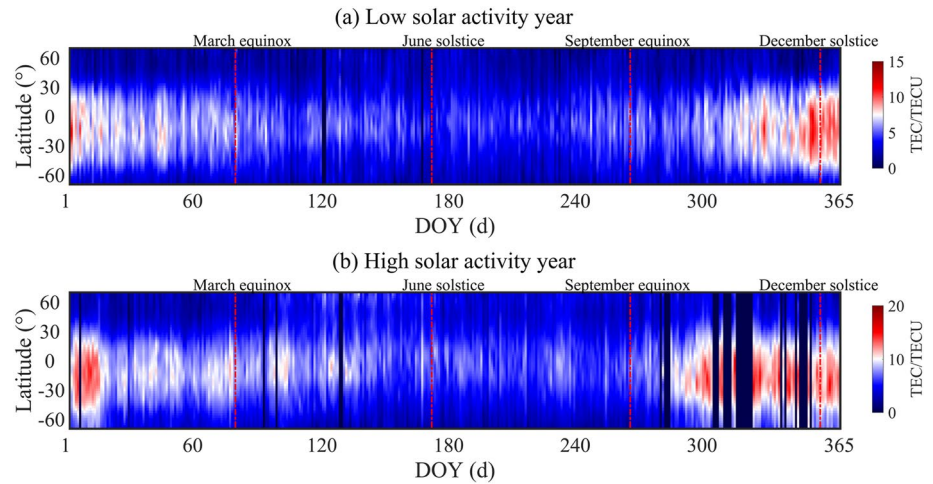 (a) Low solar activity year
March equinox June solstice September equinox December solstice
60
30
0
-30
-60
Latitude (°)
1 60 120 180 240 300 365
DOY (d)
15
10
5
0
TEC/TECU
(b) High solar activity year
March equinox June solstice September equinox December solstice
60
30
0
-30
-60
Latitude (°)
1 60 120 180 240 300 365
DOY (d)
20
10
0
TEC/TECU